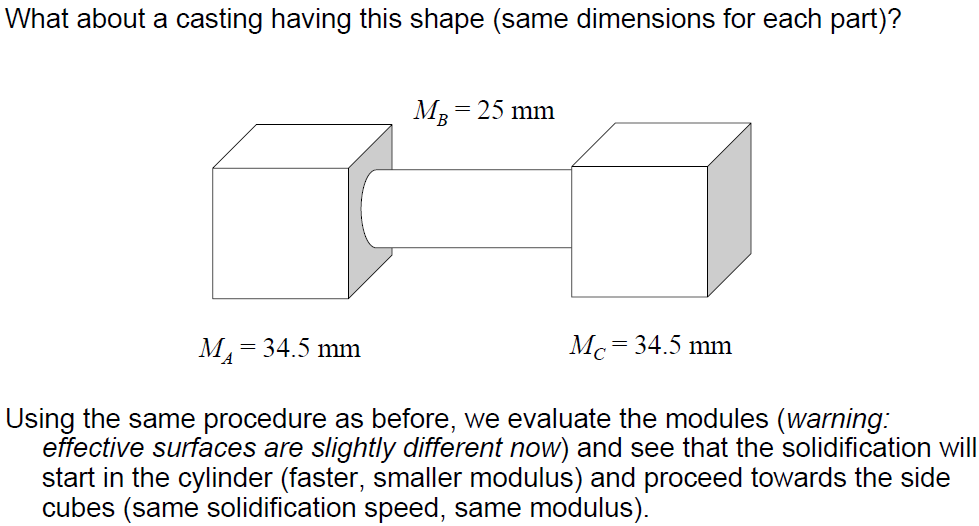 What about a casting having this shape (same dimensions for each part)?
M_B = 25 mm
M_A = 34.5 mm
M_C = 34.5 mm
Using the same procedure as before, we evaluate the modules (warning:
effective surfaces are slightly different now) and see that the solidification will
start in the cylinder (faster, smaller modulus) and proceed towards the side
cubes (same solidification speed, same modulus).